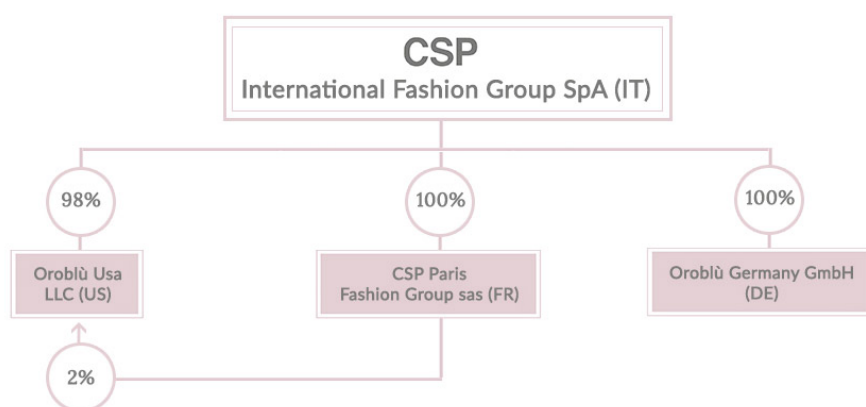 CSP
International Fashion Group SpA (IT)
98%
100%
100%
Oroblù Usa
LLC (US)
CSP Paris
Fashion Group sas (FR)
Oroblù Germany GmbH
(DE)
2%